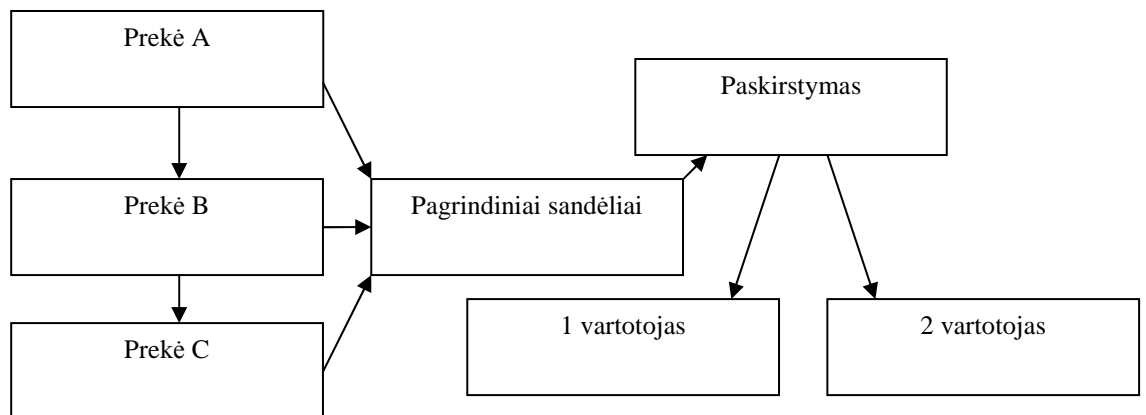 Prekė A
Paskirstymas
Prekė B
Pagrindiniai sandėliai
1 vartotojas
2 vartotojas
Prekė C